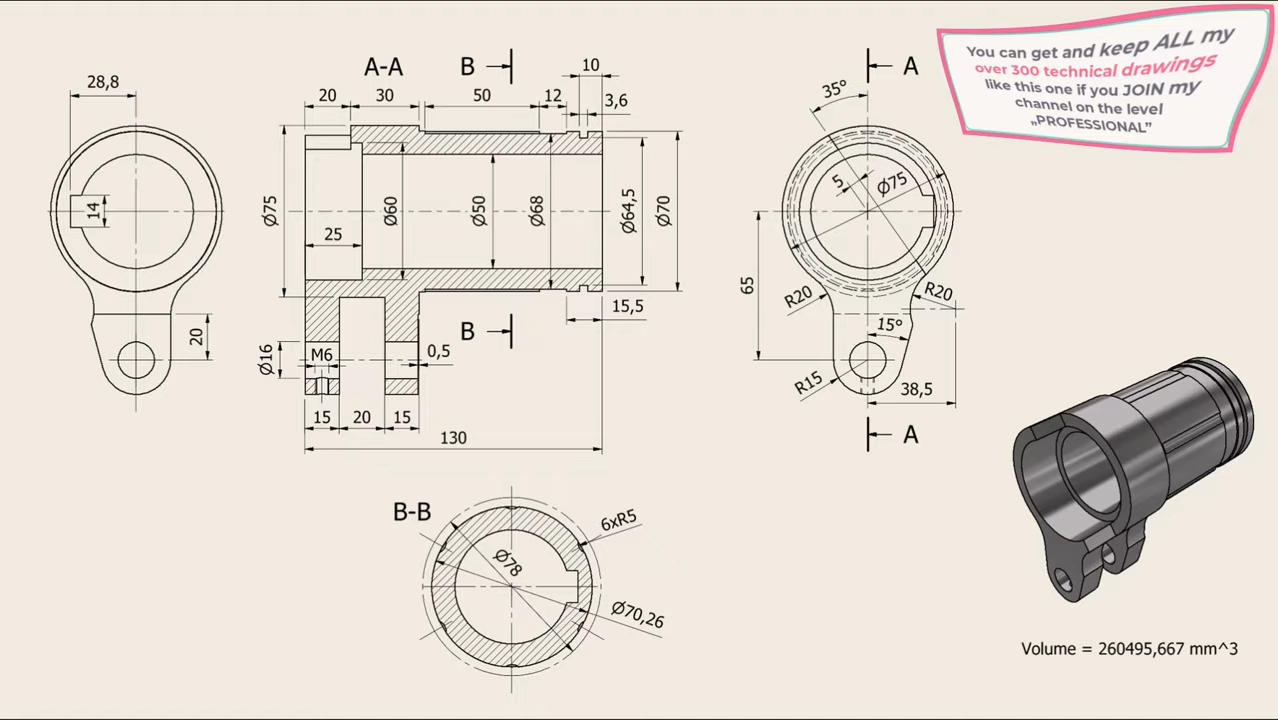 You can get and keep ALL my
over 300 technical drawings
like this one if you JOIN my
channel on the level
„PROFESSIONAL”
28,8
14
20
A-A
B
20
30
50
12
10
3,6
Ø75
Ø60
Ø50
Ø68
Ø64,5
Ø70
25
15,5
B
Ø16
M6
0,5
15
20
15
130
A
35°
5
Ø75
65
R20
R20
15°
R15
38,5
A
B-B
6xR5
Ø78
Ø70,26
Volume = 260495,667 mm^3